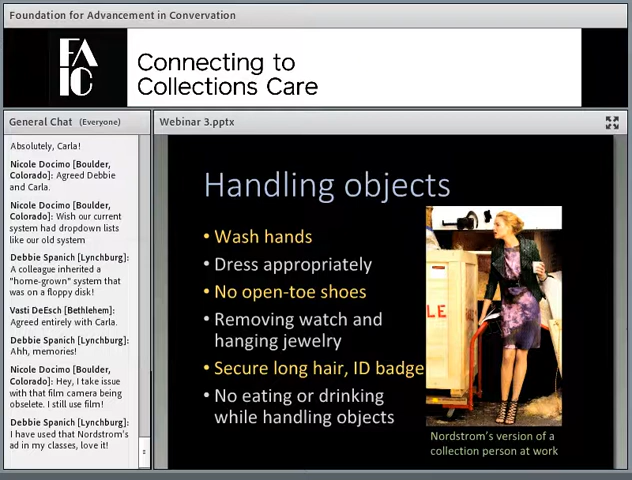 Foundation for Advancement in Convervation
FA
IC
Connecting to
Collections Care
General Chat (Everyone)
Absolutely, Carla!
Nicole Docimo [Boulder,
Colorado]: Agreed Debbie
and Carla.
Nicole Docimo [Boulder,
Colorado]: Wish our current
system had dropdown lists
like our old system
Debbie Spanich [Lynchburg]:
A colleague inherited a
"home-grown" system that
was on a floppy disk!
Vasti DeEsch [Bethlehem]:
Agreed entirely with Carla.
Debbie Spanich [Lynchburg]:
Ahh, memories!
Nicole Docimo [Boulder,
Colorado]: Hey, I take issue
with that film camera being
obselete. I still use film!
Debbie Spanich [Lynchburg]:
I have used that Nordstrom's
ad in my classes, love it!
Webinar 3.pptx
Handling objects
• Wash hands
• Dress appropriately
• No open-toe shoes
• Removing watch and
hanging jewelry
• Secure long hair, ID badge
• No eating or drinking
while handling objects
LE
Nordstrom's version of a
collection person at work